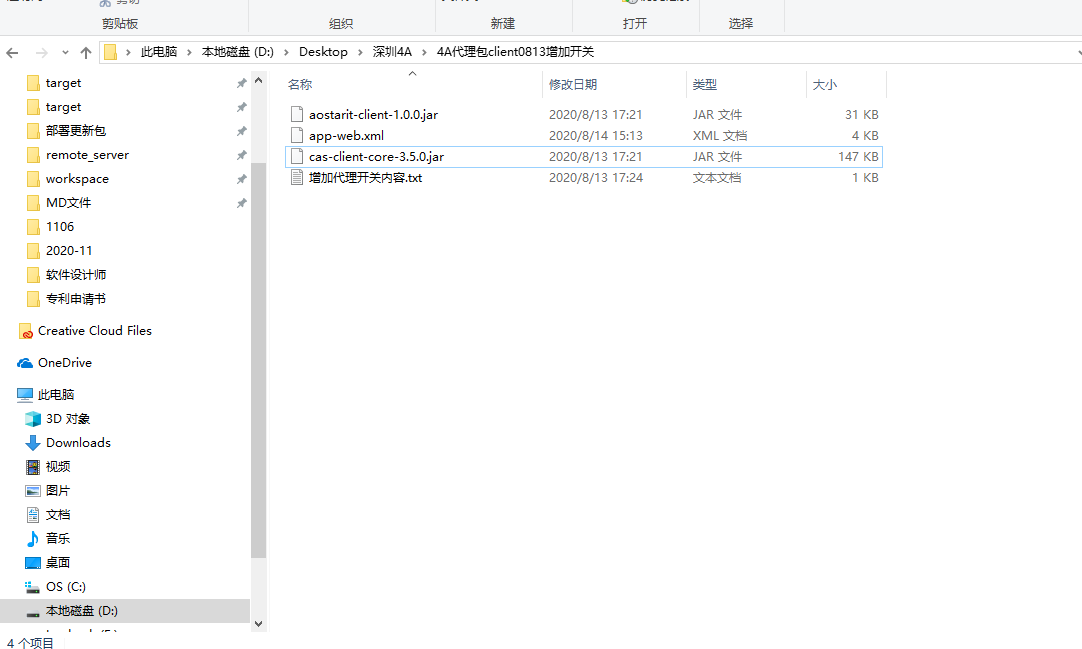 剪切
剪贴板 组织 新建 打开 选择
此电脑 本地磁盘 (D:) Desktop 深圳4A 4A代理包client0813增加开关
名称 修改日期 类型 大小
aostarit-client-1.0.0.jar 2020/8/13 17:21 JAR 文件 31 KB
app-web.xml 2020/8/14 15:13 XML 文档 4 KB
cas-client-core-3.5.0.jar 2020/8/13 17:21 JAR 文件 147 KB
增加代理开关内容.txt 2020/8/13 17:24 文本文档 1 KB
target
target
部署更新包
remote_server
workspace
MD文件
1106
2020-11
软件设计师
专利申请书
Creative Cloud Files
OneDrive
此电脑
3D 对象
Downloads
视频
图片
文档
音乐
桌面
OS (C:)
本地磁盘 (D:)
4 个项目